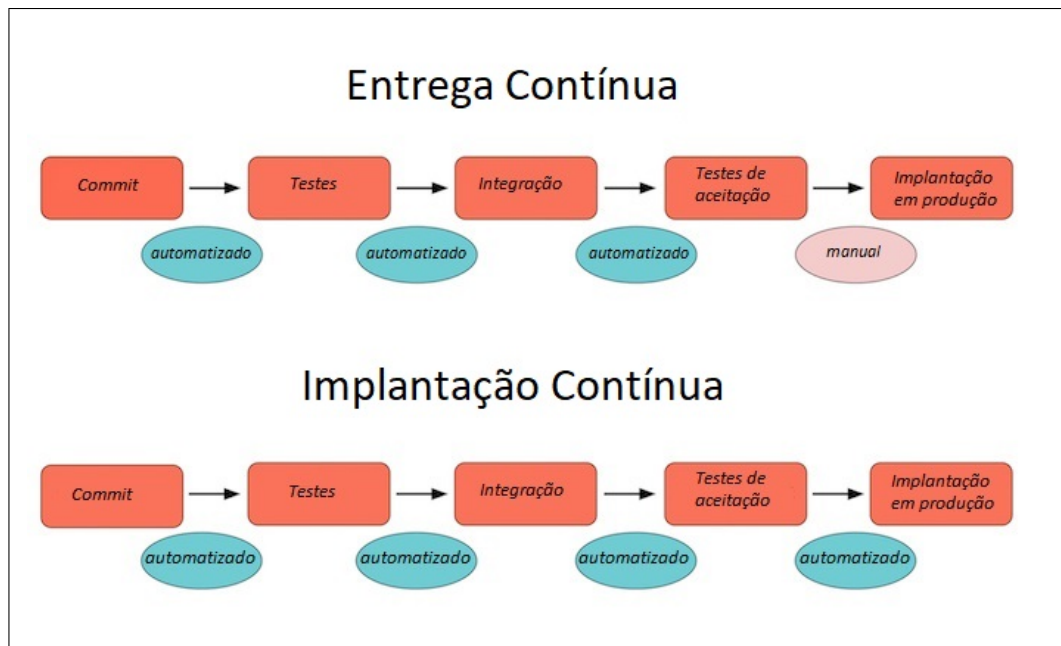 Entrega Contínua
Commit
Testes
Integração
Testes de
aceitação
Implantação
em produção
automatizado
automatizado
automatizado
manual
Implantação Contínua
Commit
Testes
Integração
Testes de
aceitação
Implantação
em produção
automatizado
automatizado
automatizado
automatizado